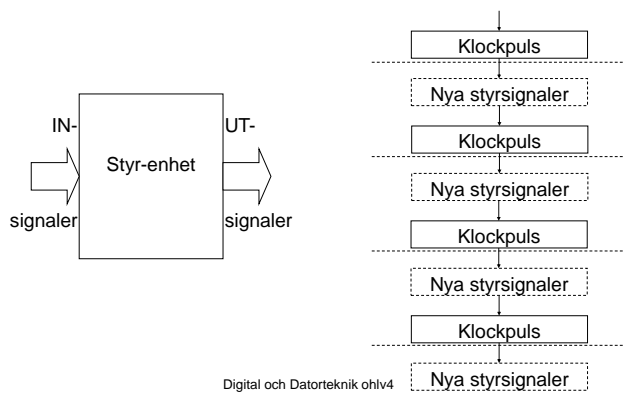 IN-
signaler
Styr-enhet
UT-
signaler
Klockpuls
Nya styrsignaler
Klockpuls
Nya styrsignaler
Klockpuls
Nya styrsignaler
Klockpuls
Nya styrsignaler
Digital och Datorteknik ohlv4